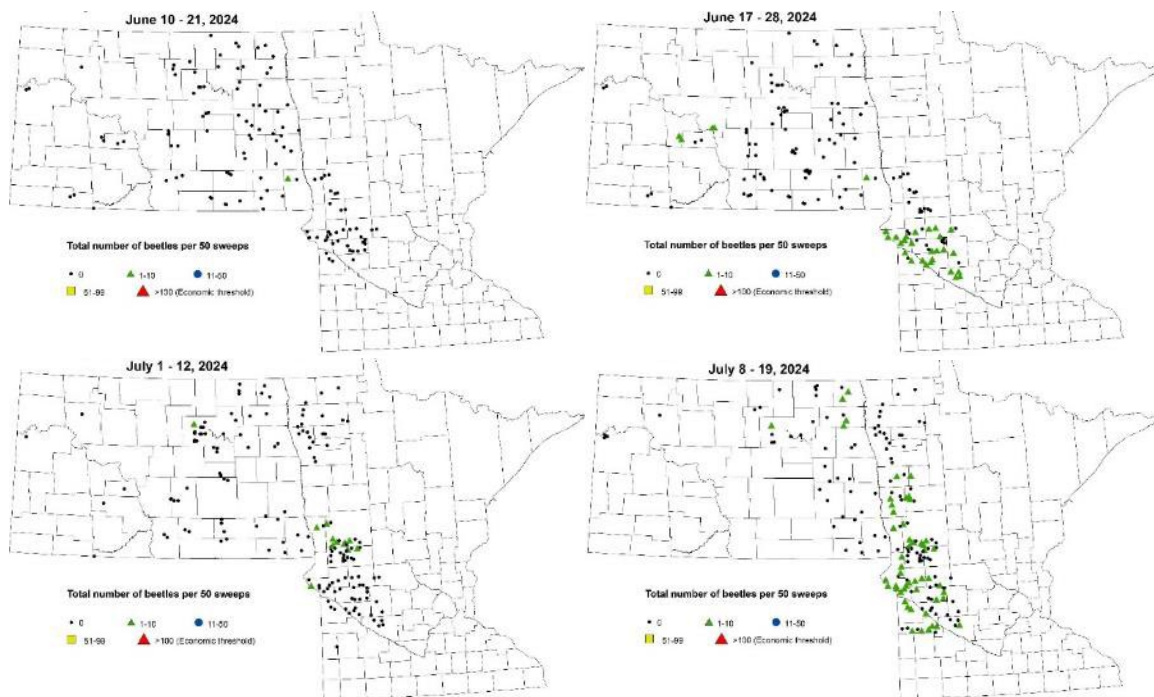 June 10 - 21, 2024
Total number of beetles per 50 sweeps
0 1-10 11-50
51-99 >100 (Economic threshold)
June 17 - 28, 2024
Total number of beetles per 50 sweeps
0 1-10 11-50
51-99 >100 (Economic threshold)
July 1 - 12, 2024
Total number of beetles per 50 sweeps
0 1-10 11-50
51-99 >100 (Economic threshold)
July 8 - 19, 2024
Total number of beetles per 50 sweeps
0 1-10 11-50
51-99 >100 (Economic threshold)